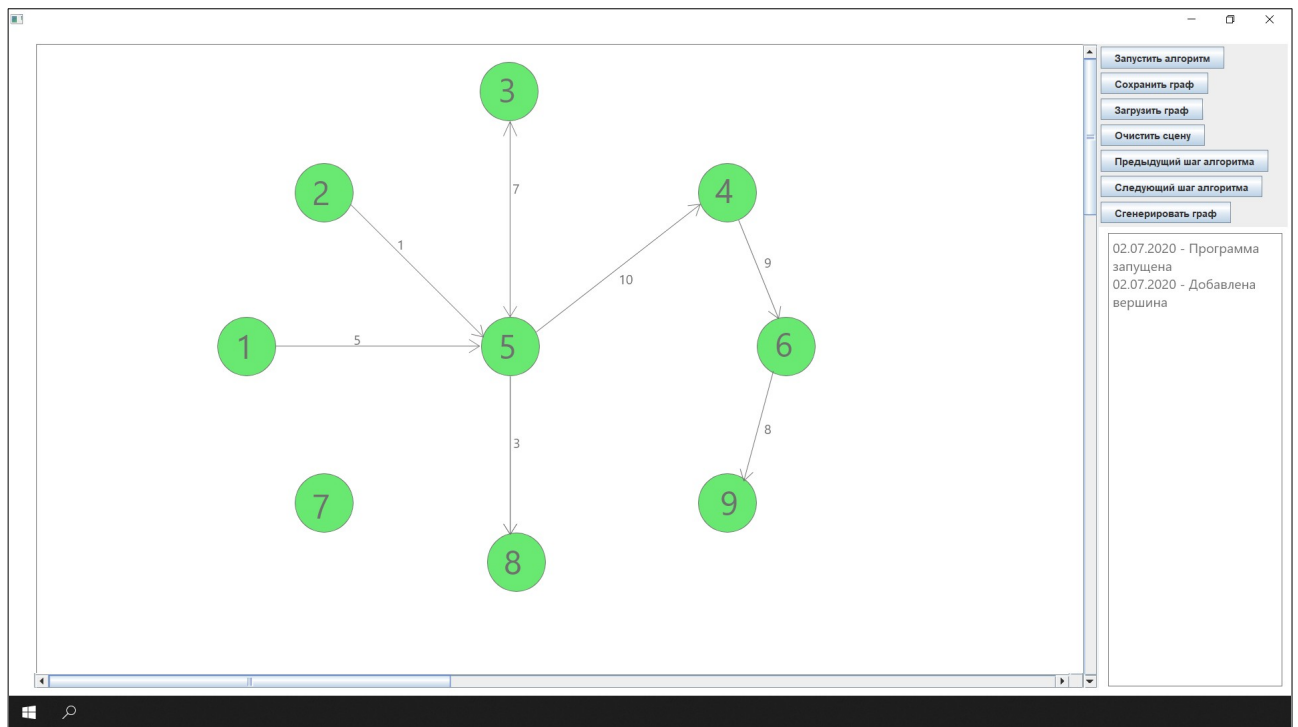 3
2
4
7
1
9
10
1
5
5
6
3
8
7
9
8
Запустить алгоритм
Сохранить граф
Загрузить граф
Очистить сцену
Предыдущий шаг алгоритма
Следующий шаг алгоритма
Сгенерировать граф
02.07.2020 - Программа
запущена
02.07.2020 - Добавлена
вершина